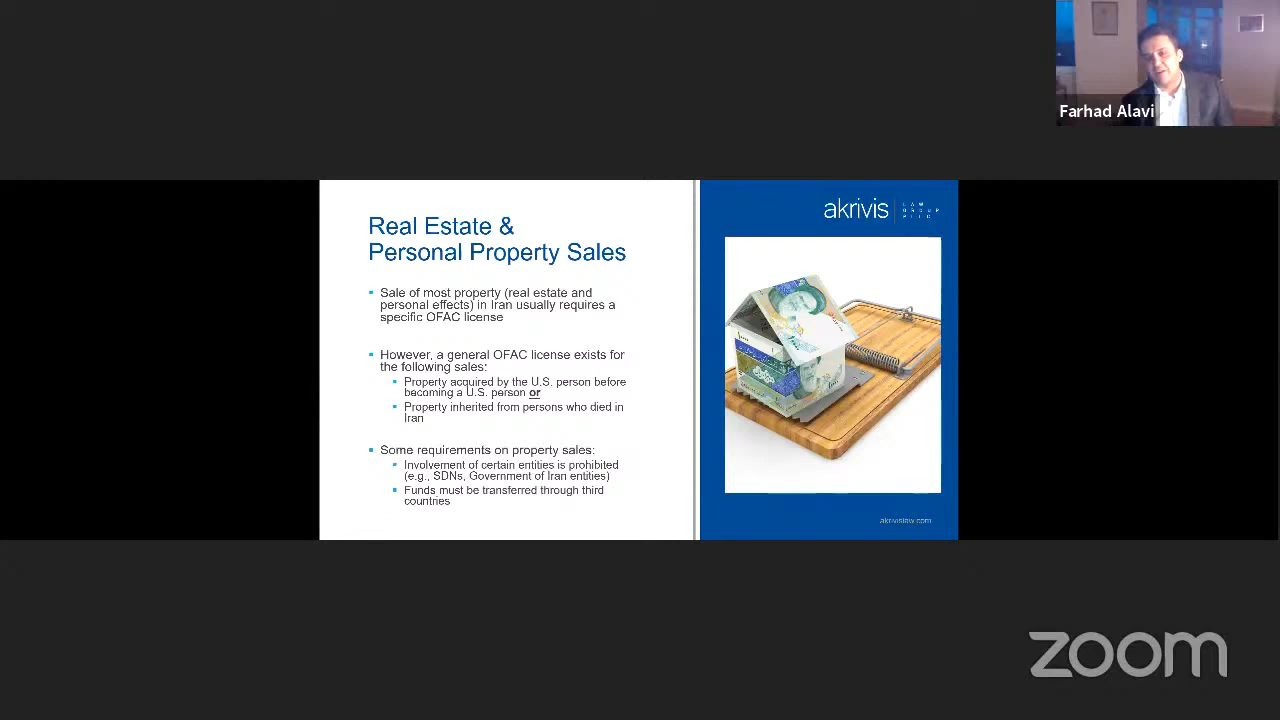 Farhad Alavi
akrivis
LAW
GROUP
PLLC
Real Estate &
Personal Property Sales
▪ Sale of most property (real estate and
personal effects) in Iran usually requires a
specific OFAC license
▪ However, a general OFAC license exists for
the following sales:
▪ Property acquired by the U.S. person before
becoming a U.S. person or
▪ Property inherited from persons who died in
Iran
▪ Some requirements on property sales:
▪ Involvement of certain entities is prohibited
(e.g., SDNs, Government of Iran entities)
▪ Funds must be transferred through third
countries
akrivislaw.com
zoom